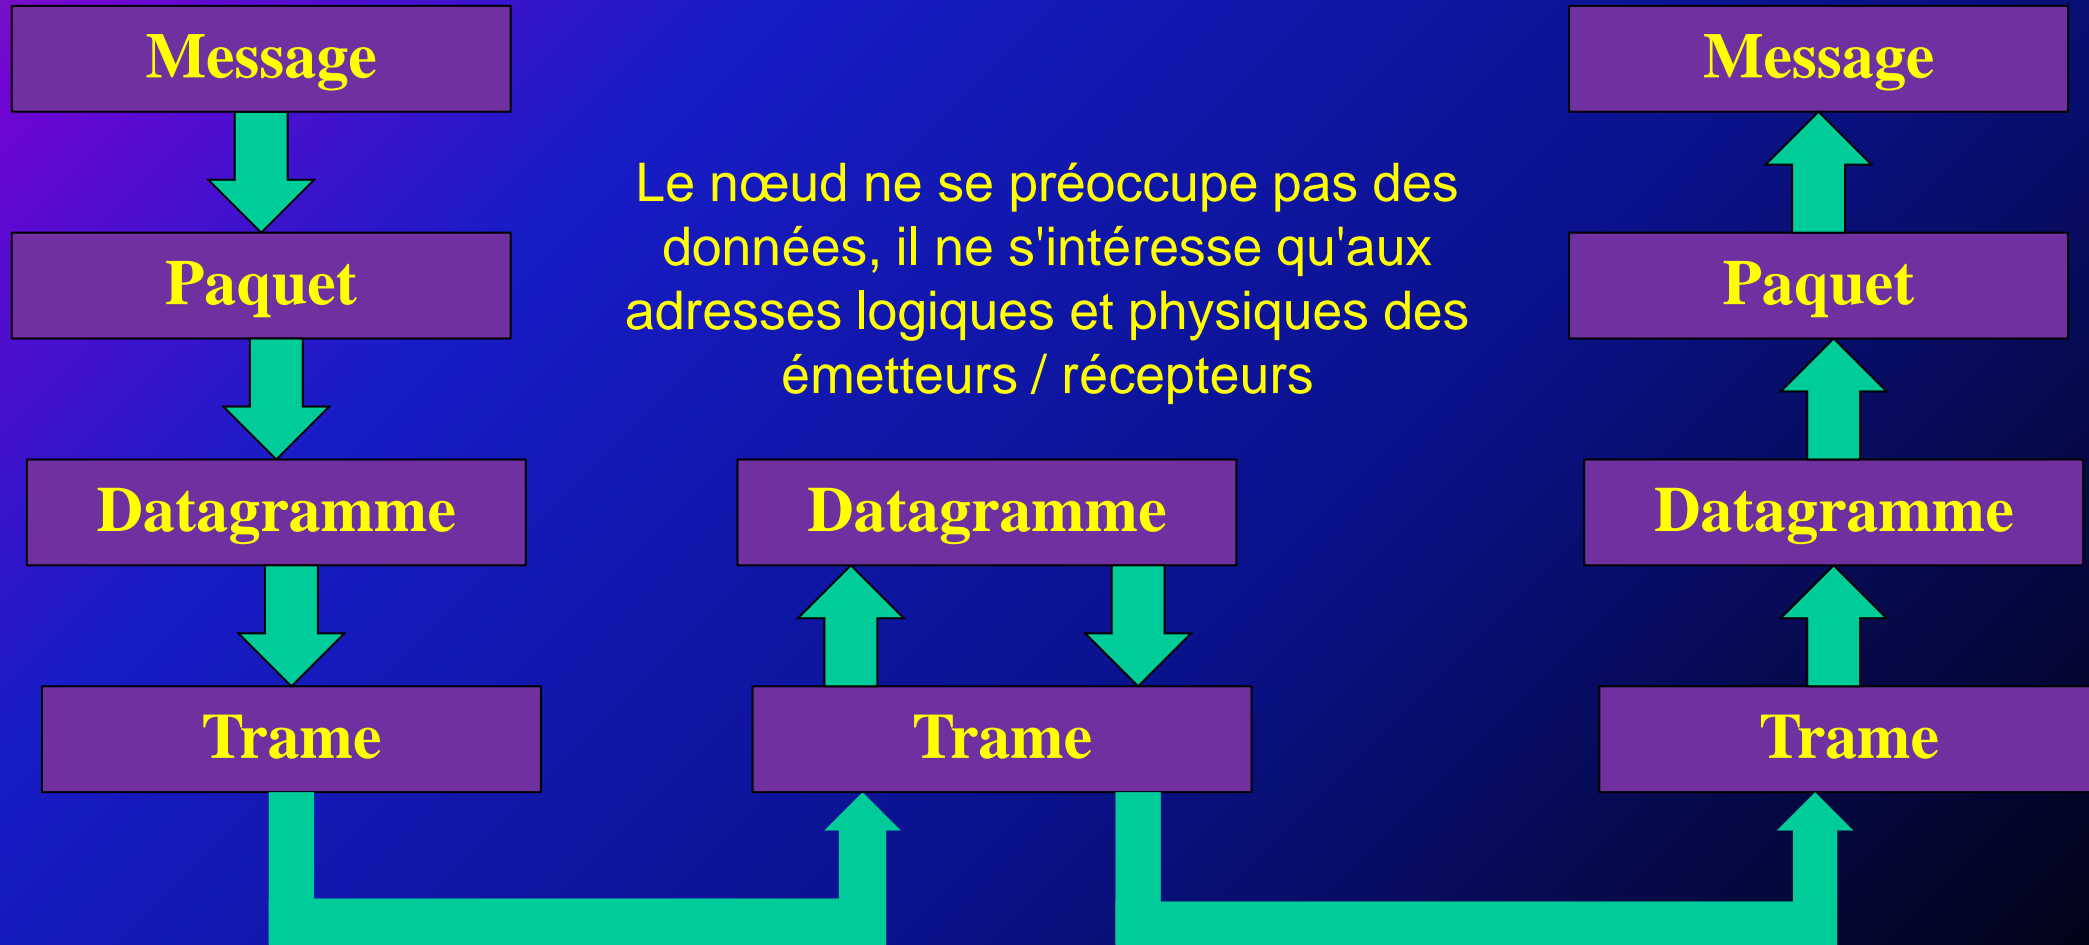 Message
Paquet
Datagramme
Trame
Le nœud ne se préoccupe pas des
données, il ne s'intéresse qu'aux
adresses logiques et physiques des
émetteurs / récepteurs
Datagramme
Trame
Message
Paquet
Datagramme
Trame